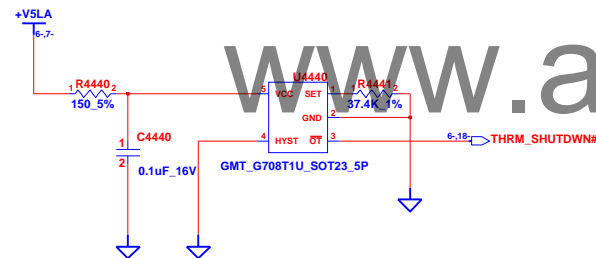 +V5LA
6-,7-
www.a
1 R4440 2
150_5%
U4440
5 VCC SET 1
1 R4441 2
37.4K_1%
GND 2
C4440
1
2
0.1uF_16V
4 HYST OT 3
6-,18- THRM_SHUTDWN#
GMT_G708T1U_SOT23_5P